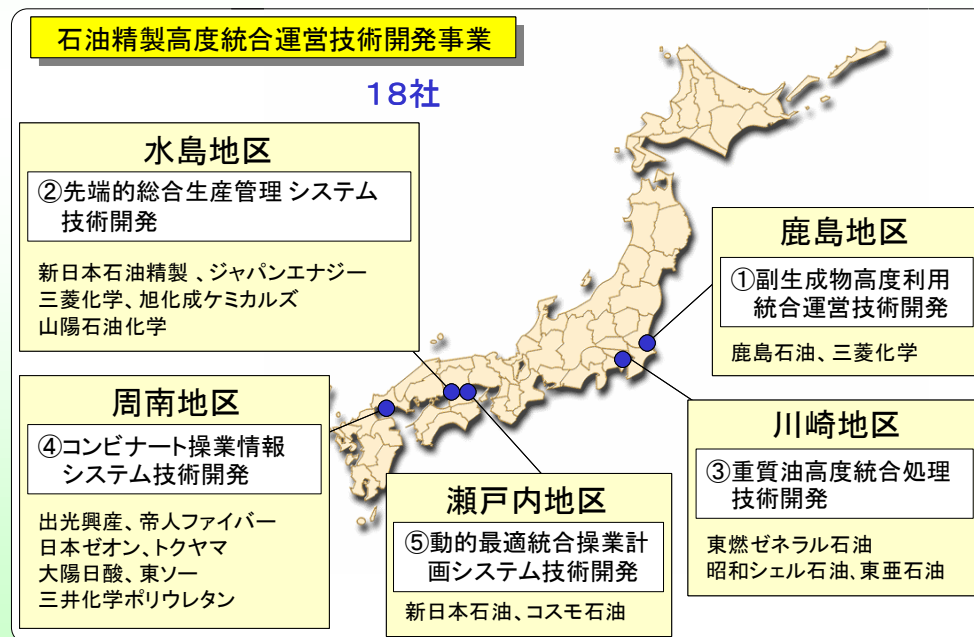 石油精製高度統合運営技術開発事業
18社
水島地区
②先端的総合生産管理 システム
技術開発
新日本石油精製 、ジャパンエナジー
三菱化学、旭化成ケミカルズ
山陽石油化学
鹿島地区
①副生成物高度利用
統合運営技術開発
鹿島石油、三菱化学
周南地区
④コンビナート操業情報
システム技術開発
出光興産、帝人ファイバー
日本ゼオン、トクヤマ
大陽日酸、東ソー
三井化学ポリウレタン
瀬戸内地区
⑤動的最適統合操業計
画システム技術開発
新日本石油、コスモ石油
川崎地区
③重質油高度統合処理
技術開発
東燃ゼネラル石油
昭和シェル石油、東亜石油